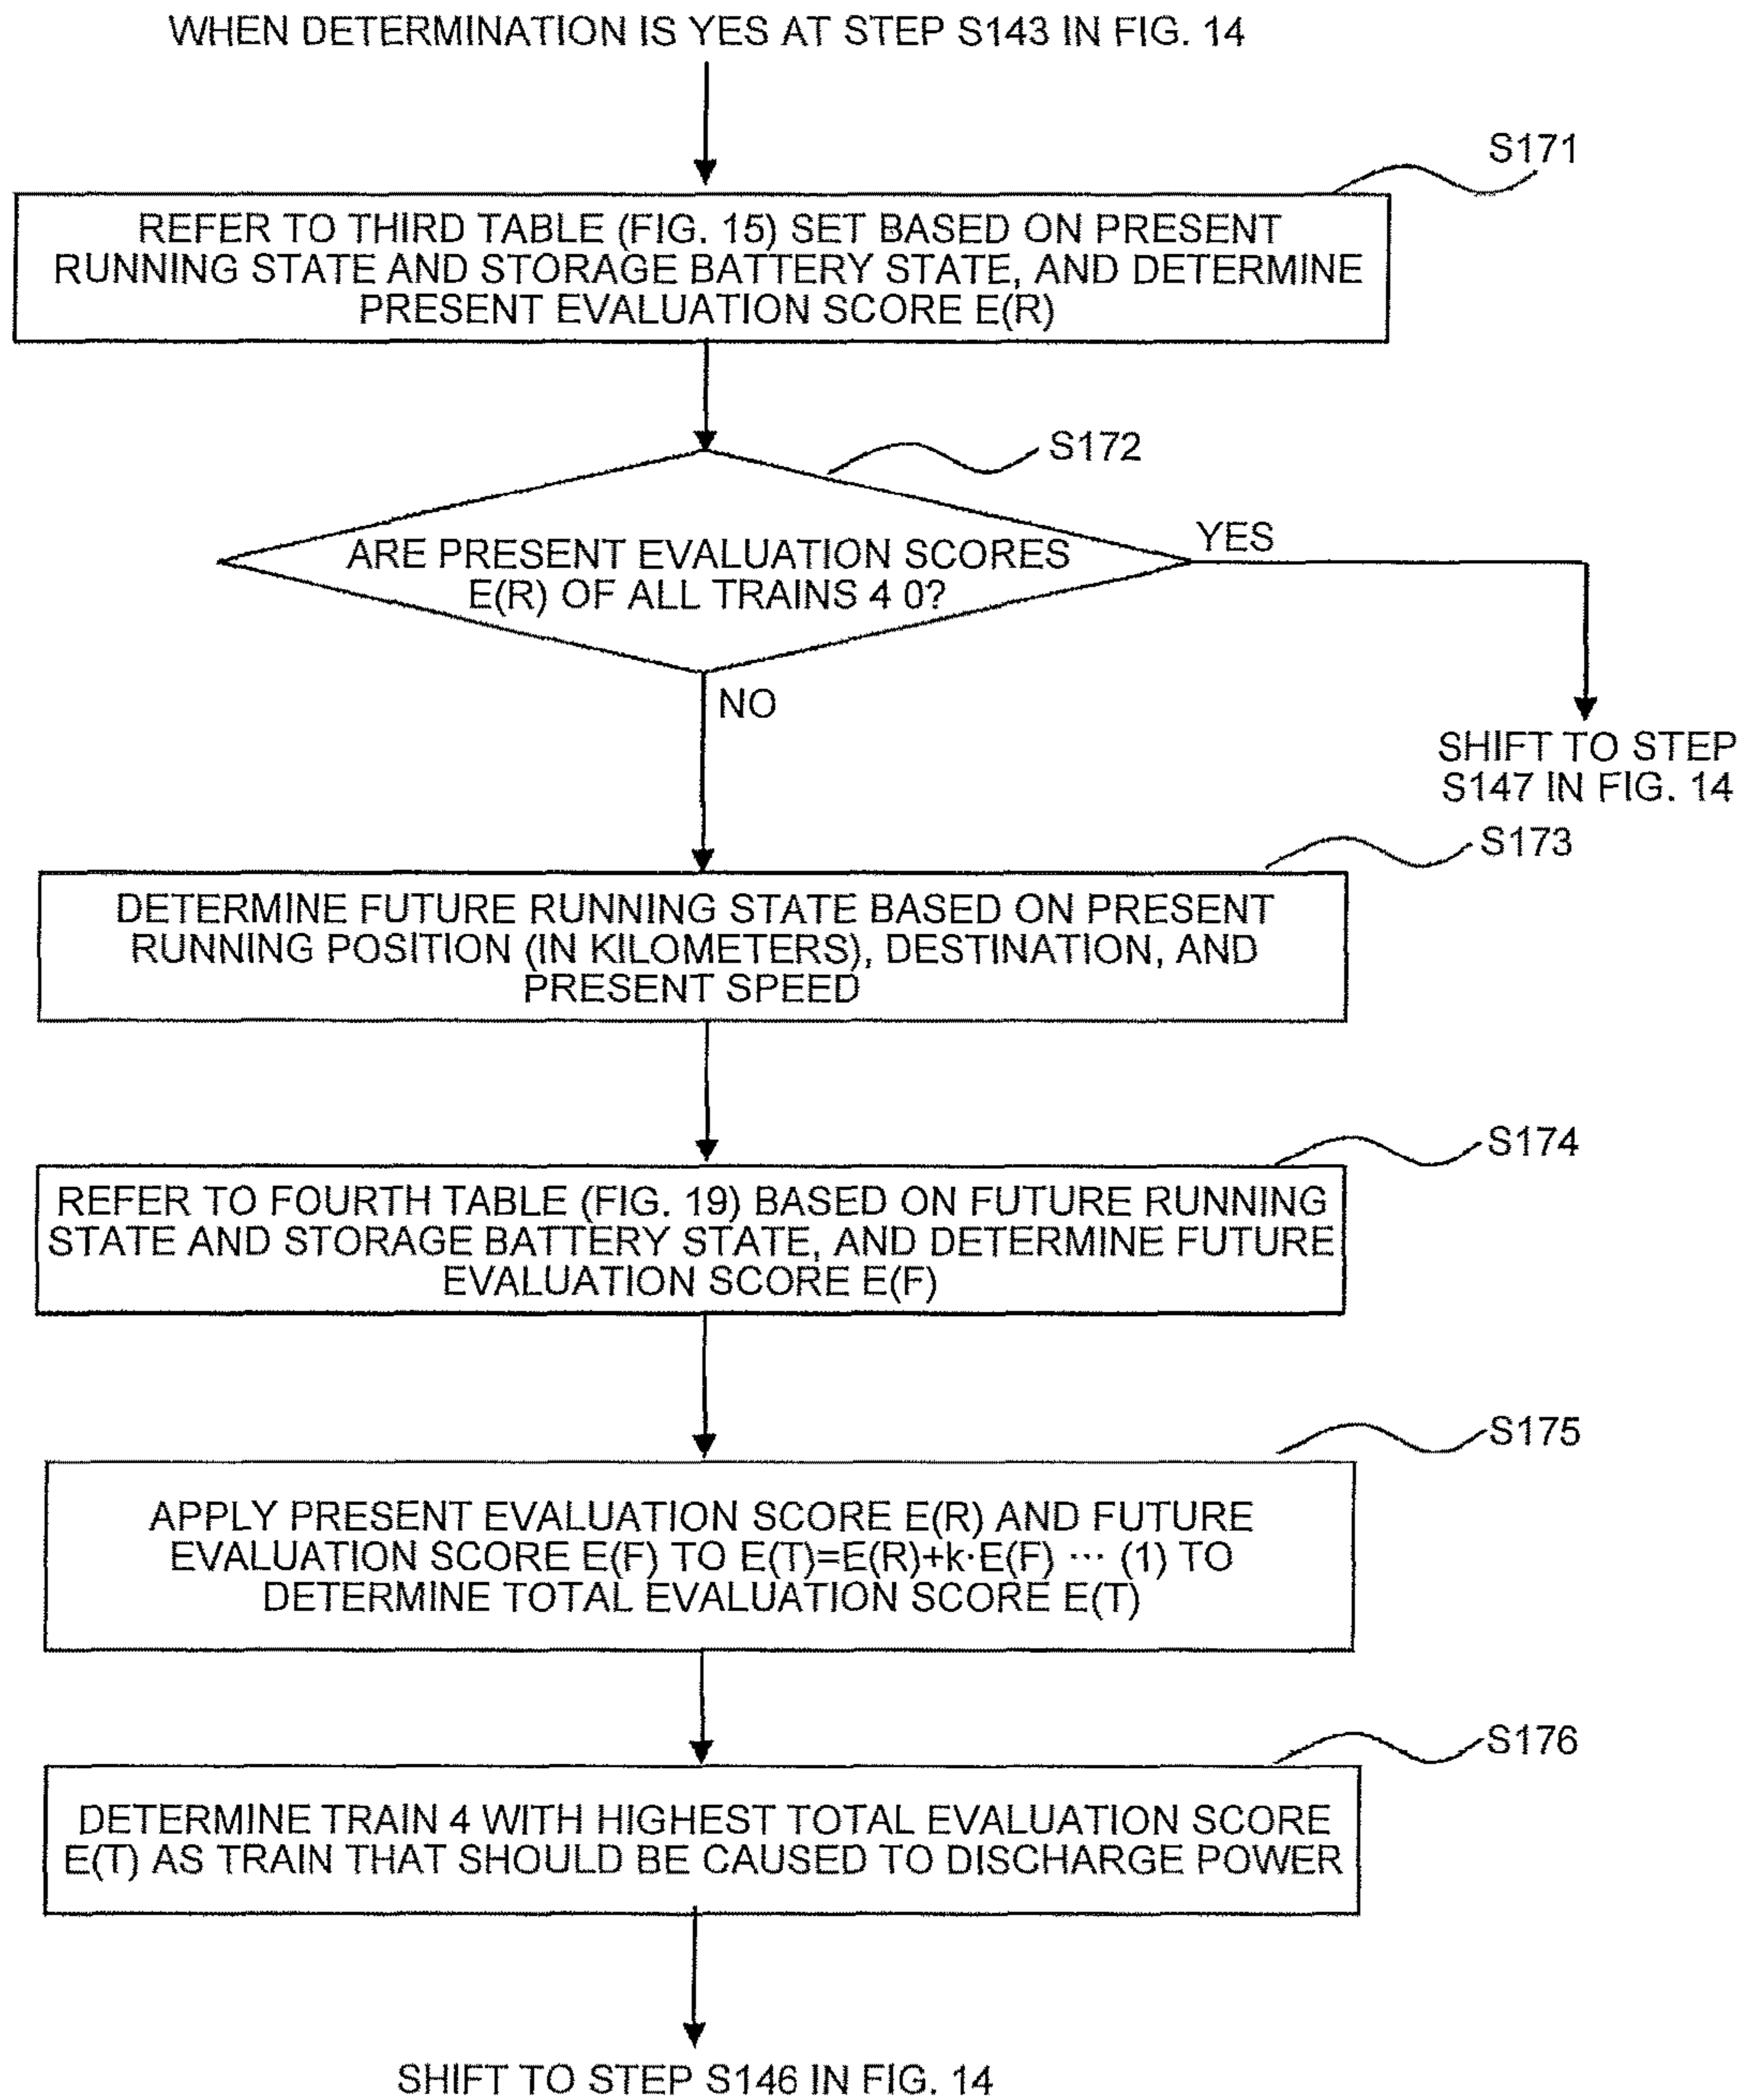 WHEN DETERMINATION IS YES AT STEP S143 IN FIG. 14
S171
REFER TO THIRD TABLE (FIG. 15) SET BASED ON PRESENT
RUNNING STATE AND STORAGE BATTERY STATE, AND DETERMINE
PRESENT EVALUATION SCORE E(R)
S172
ARE PRESENT EVALUATION SCORES
E(R) OF ALL TRAINS 4 0?
YES
NO
SHIFT TO STEP
S147 IN FIG. 14
S173
DETERMINE FUTURE RUNNING STATE BASED ON PRESENT
RUNNING POSITION (IN KILOMETERS), DESTINATION, AND
PRESENT SPEED
S174
REFER TO FOURTH TABLE (FIG. 19) BASED ON FUTURE RUNNING
STATE AND STORAGE BATTERY STATE, AND DETERMINE FUTURE
EVALUATION SCORE E(F)
S175
APPLY PRESENT EVALUATION SCORE E(R) AND FUTURE
EVALUATION SCORE E(F) TO E(T)=E(R)+k·E(F) ··· (1) TO
DETERMINE TOTAL EVALUATION SCORE E(T)
S176
DETERMINE TRAIN 4 WITH HIGHEST TOTAL EVALUATION SCORE
E(T) AS TRAIN THAT SHOULD BE CAUSED TO DISCHARGE POWER
SHIFT TO STEP S146 IN FIG. 14